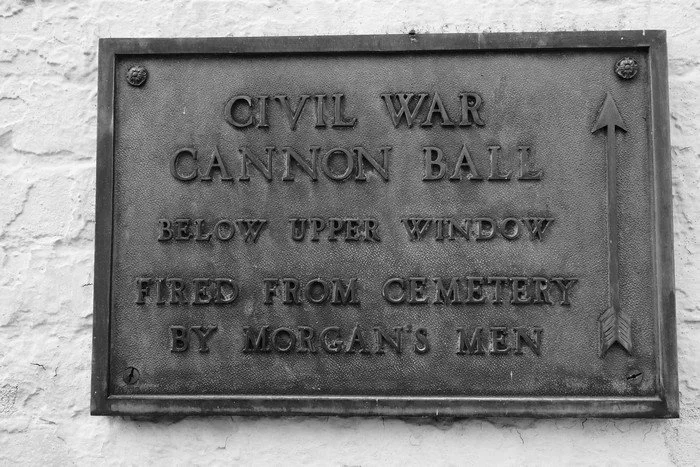 CIVIL WAR
CANNON BALL
BELOW UPPER WINDOW
FIRED FROM CEMETERY
BY MORGAN'S MEN